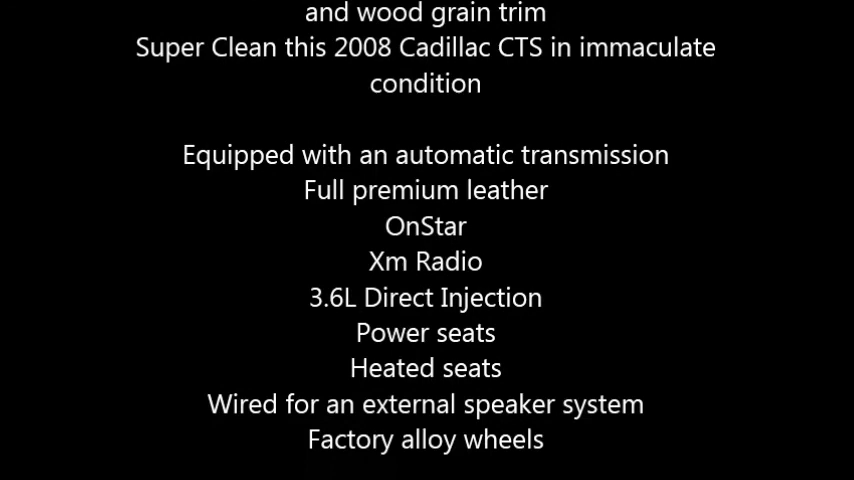 and wood grain trim
Super Clean this 2008 Cadillac CTS in immaculate
condition
Equipped with an automatic transmission
Full premium leather
OnStar
Xm Radio
3.6L Direct Injection
Power seats
Heated seats
Wired for an external speaker system
Factory alloy wheels